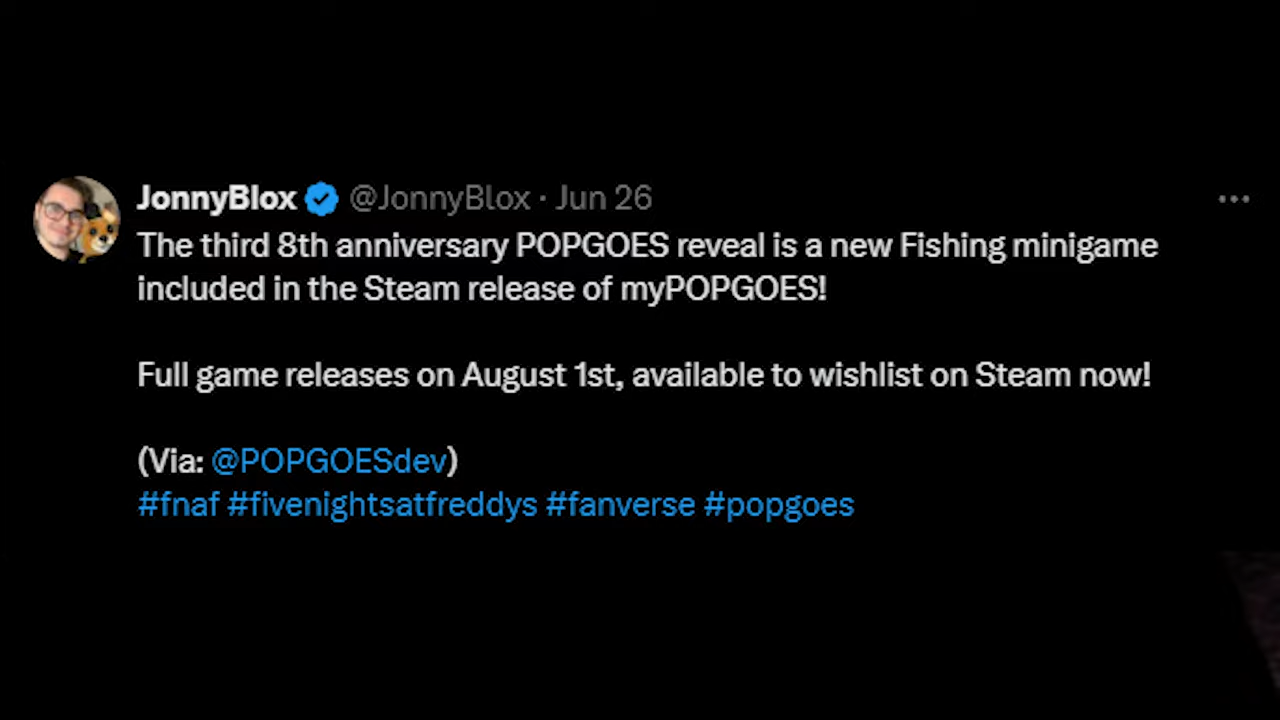 JonnyBlox @JonnyBlox · Jun 26
The third 8th anniversary POPGOES reveal is a new Fishing minigame
included in the Steam release of myPOPGOES!
Full game releases on August 1st, available to wishlist on Steam now!
(Via: @POPGOESdev)
#fnaf #fivenightsatfreddys #fanverse #popgoes